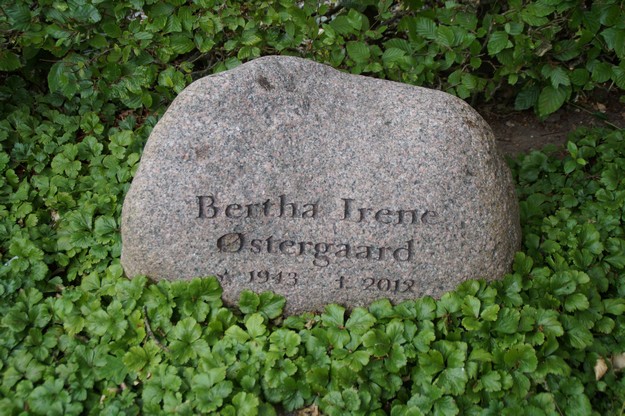 Bertha Irene
Østergaard
☆ 1943 † 2012